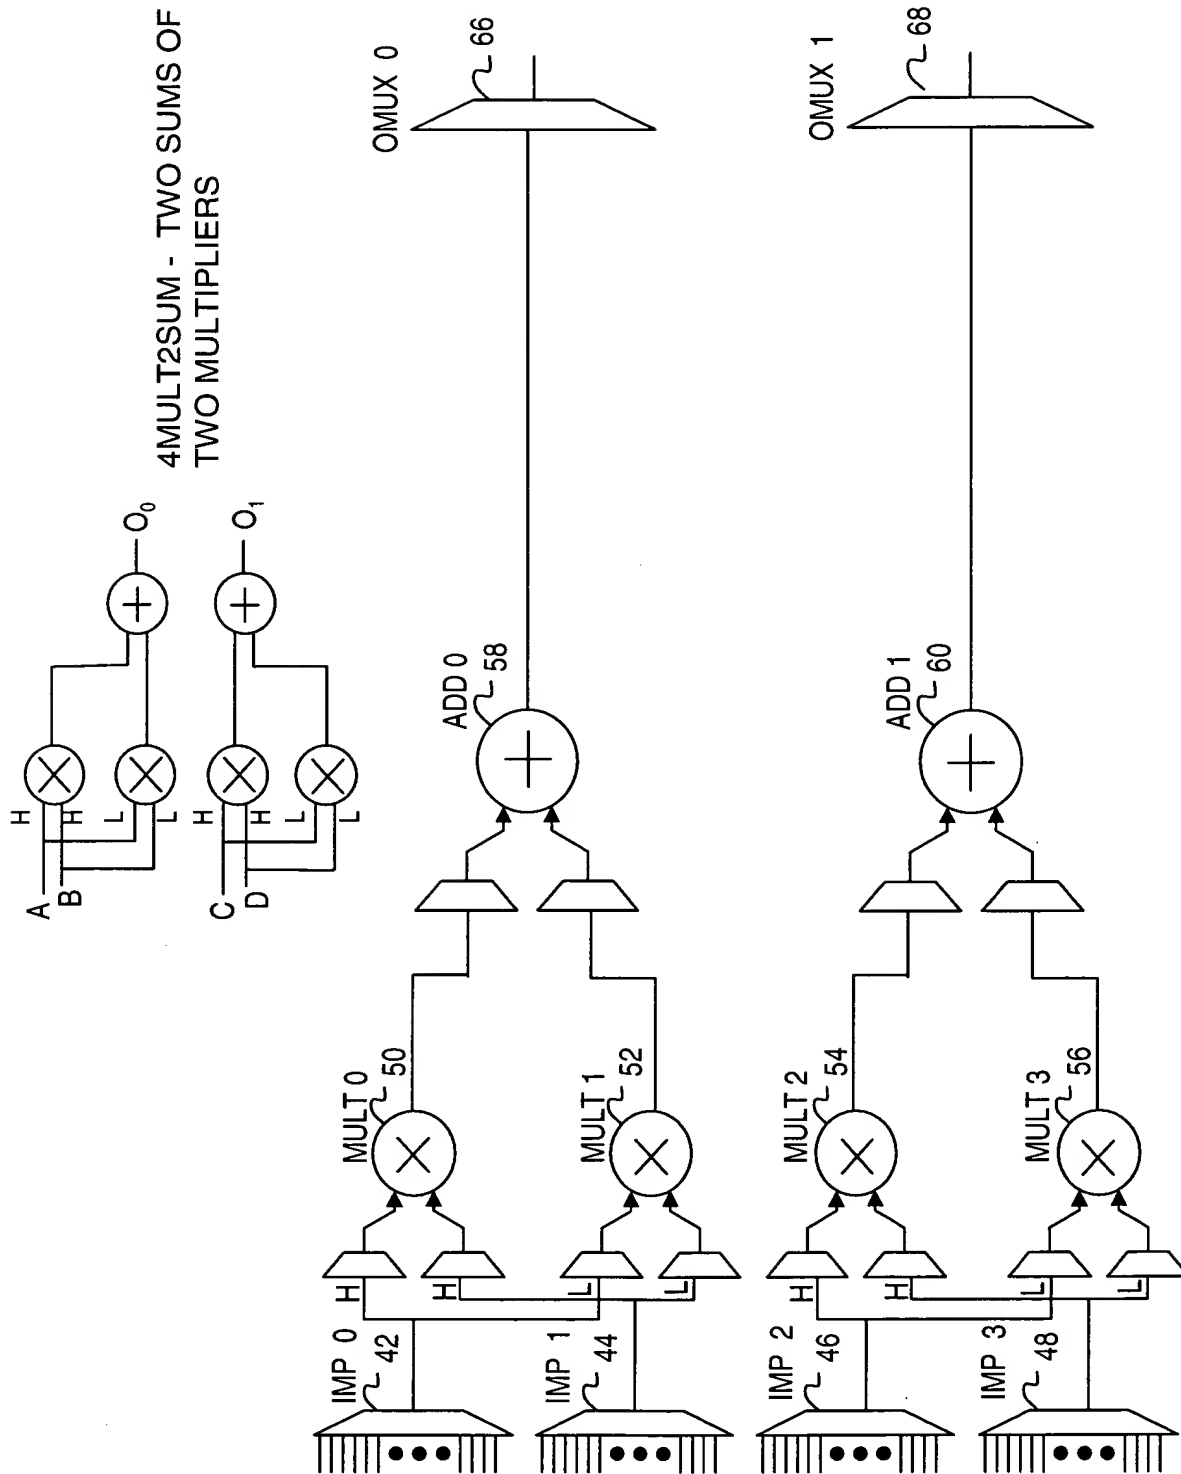 4MULT2SUM - TWO SUMS OF
TWO MULTIPLIERS
A
B
H
H
L
L
O0
C
D
H
H
L
L
O1
IMP 0
42
H
H
MULT 0
50
ADD 0
58
OMUX 0
66
IMP 1
44
L
L
MULT 1
52
IMP 2
46
H
H
MULT 2
54
ADD 1
60
OMUX 1
68
IMP 3
48
L
L
MULT 3
56